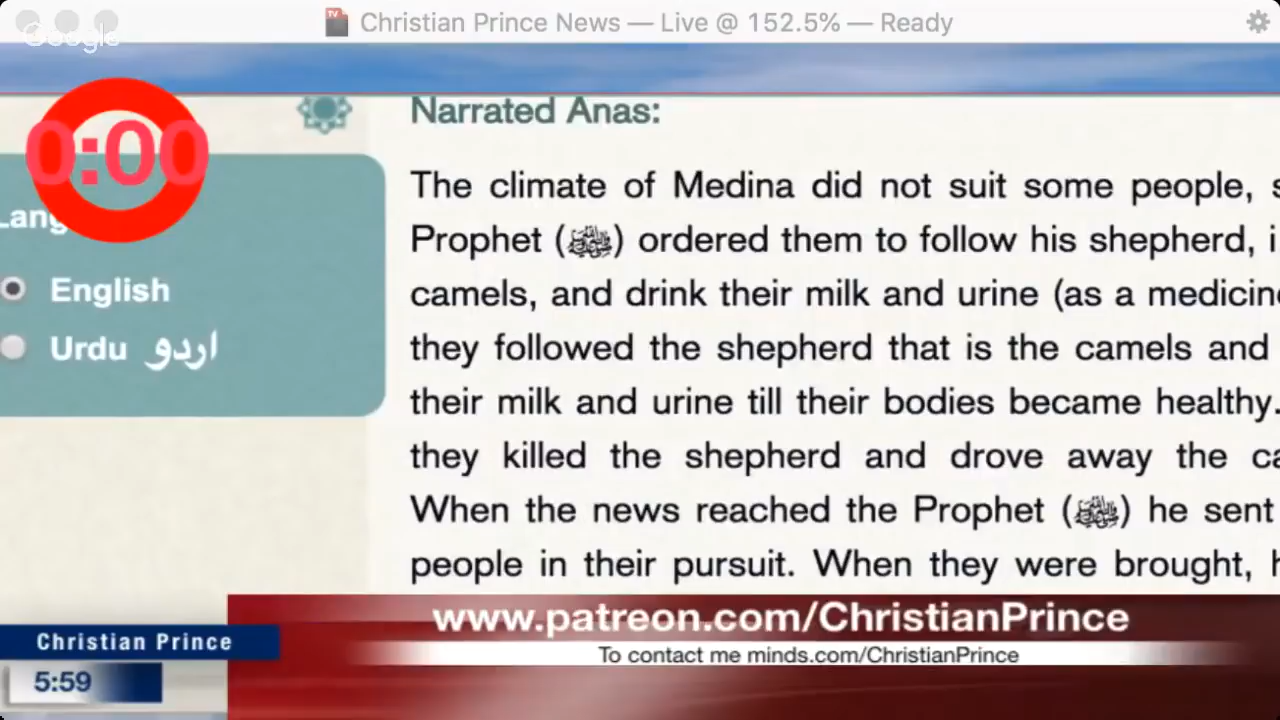 Christian Prince News — Live @ 152.5% — Ready
Google
0:00
Narrated Anas:
The climate of Medina did not suit some people, s
Prophet (ﷺ) ordered them to follow his shepherd, i
camels, and drink their milk and urine (as a medicine
they followed the shepherd that is the camels and
their milk and urine till their bodies became healthy.
they killed the shepherd and drove away the ca
When the news reached the Prophet (ﷺ) he sent
people in their pursuit. When they were brought, h
Lang
English
Urdu اردو
www.patreon.com/ChristianPrince
To contact me minds.com/ChristianPrince
Christian Prince
5:59